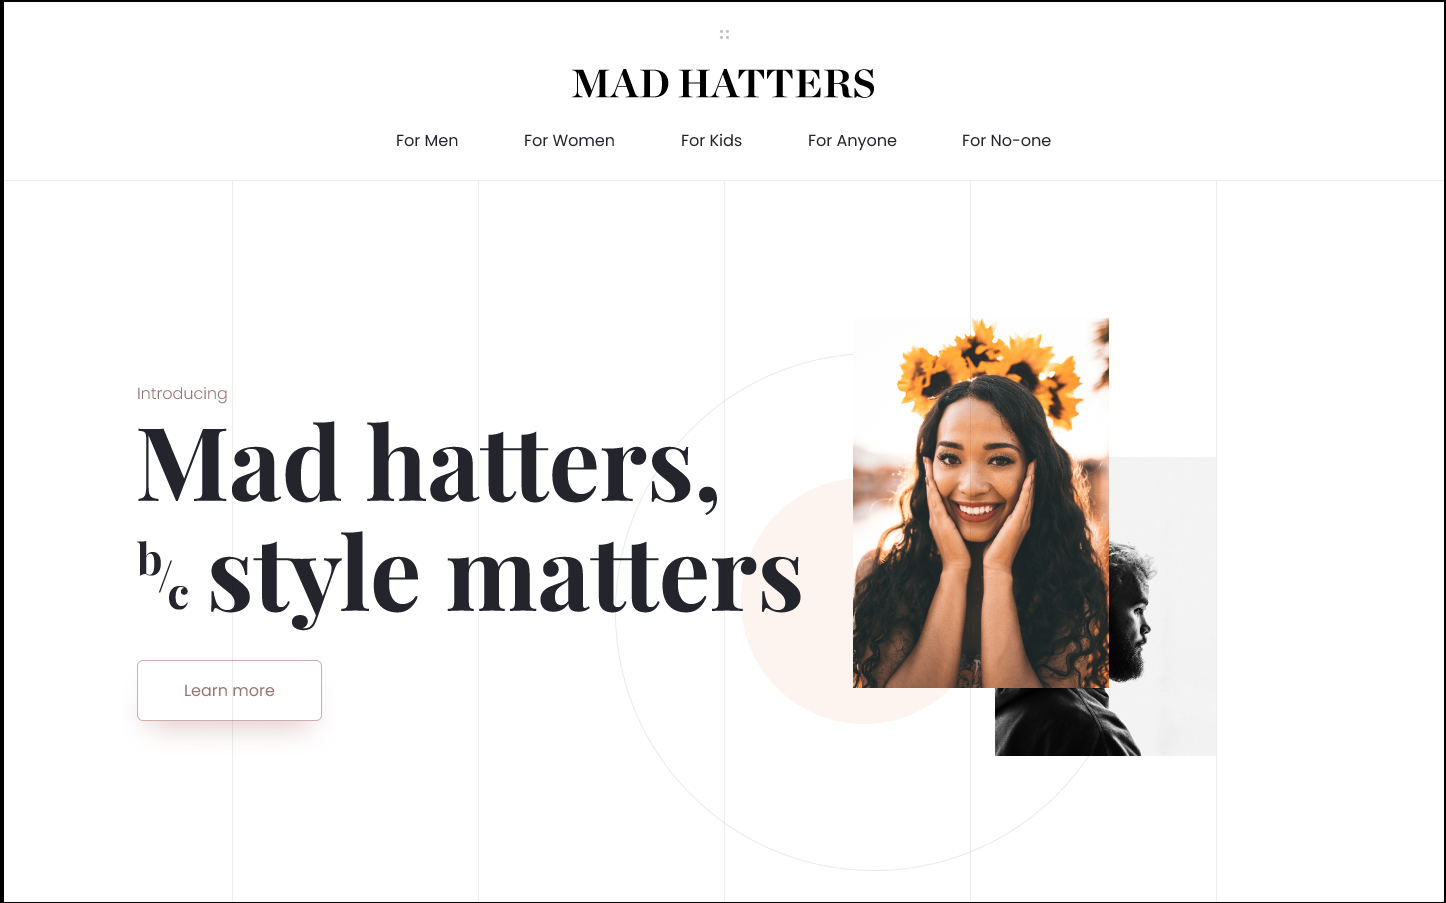 MAD HATTERS
For Men For Women For Kids For Anyone For No-one
Introducing
Mad hatters,
b/c style matters
Learn more